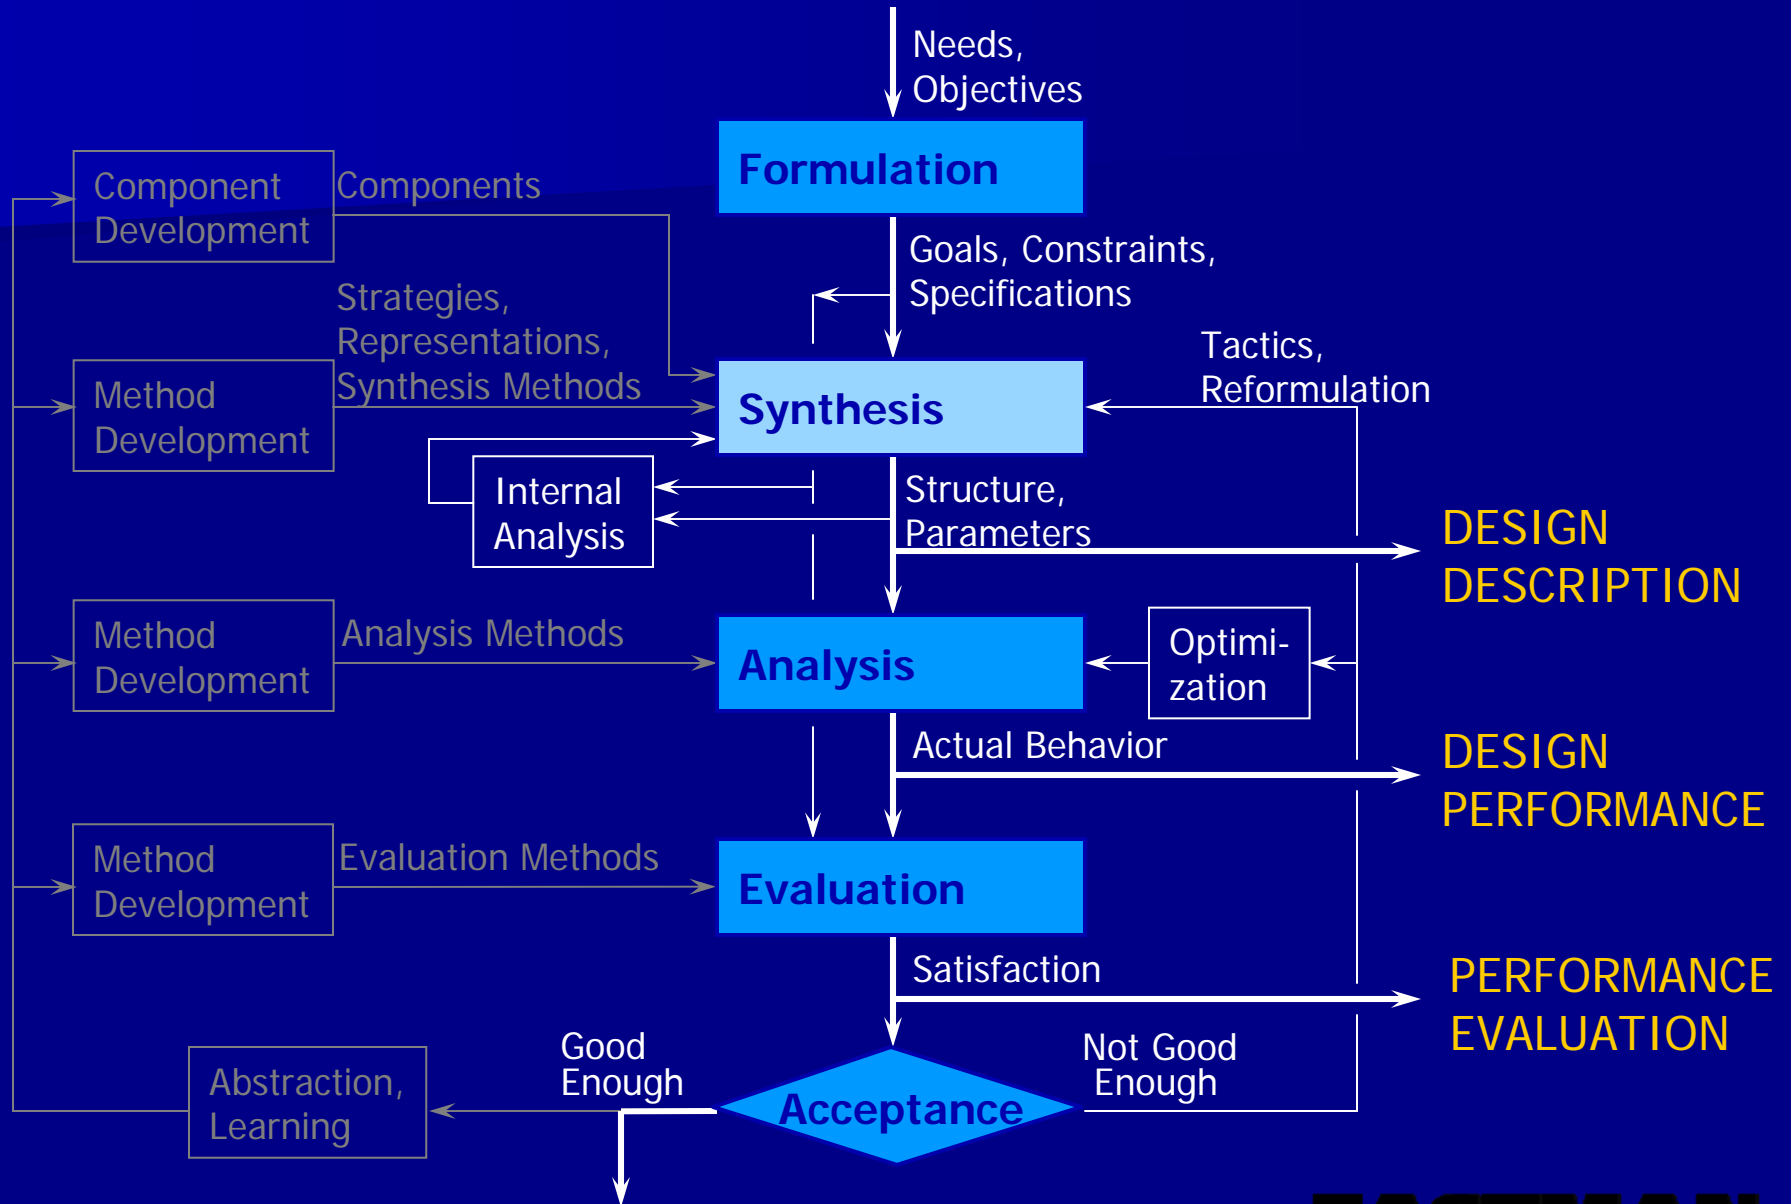 Needs,
Objectives
Formulation
Component
Development
Components
Goals, Constraints,
Specifications
Strategies,
Representations,
Synthesis Methods
Method
Development
Synthesis
Tactics,
Reformulation
Internal
Analysis
Structure,
Parameters
DESIGN
DESCRIPTION
Method
Development
Analysis Methods
Analysis
Optimi-
zation
Actual Behavior
DESIGN
PERFORMANCE
Method
Development
Evaluation Methods
Evaluation
Satisfaction
PERFORMANCE
EVALUATION
Good
Enough
Not Good
Enough
Abstraction,
Learning
Acceptance